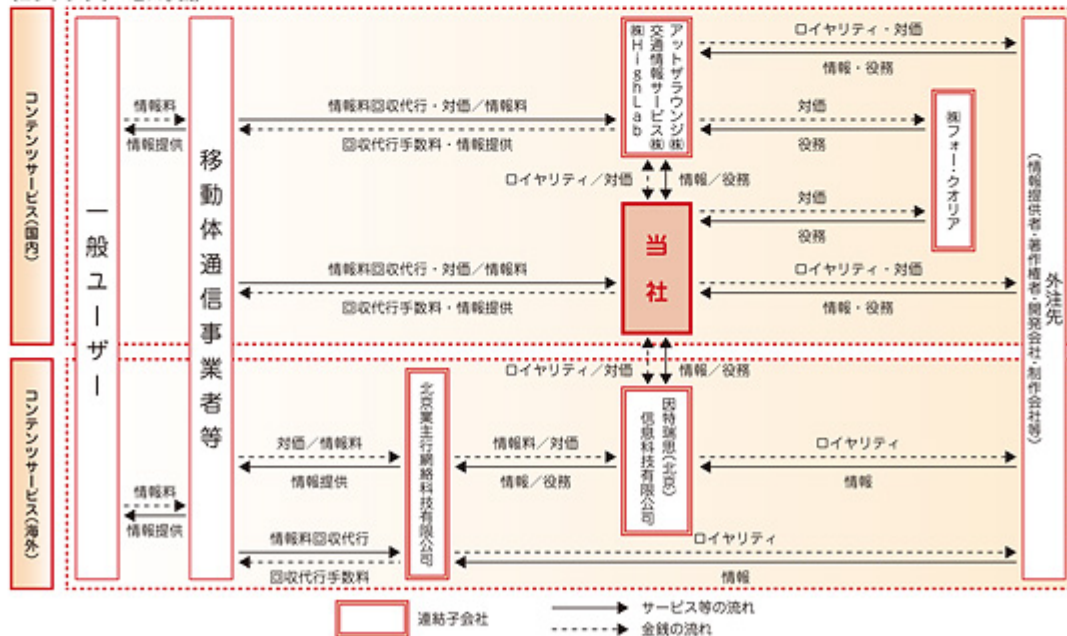 コンテンツサービス(国内)
一般ユーザー
情報料
情報提供
移動体通信事業者等
情報料回収代行・対価／情報料
回収代行手数料・情報提供
アットザラウンジ㈱
交通情報サービス㈱
㈱HighLab
ロイヤリティ・対価
情報・役務
対価
役務
㈱フォー・クオリア
ロイヤリティ／対価
情報／役務
対価
役務
当社
情報料回収代行・対価／情報料
回収代行手数料・情報提供
ロイヤリティ・対価
情報・役務
外注先
(情報提供者・著作権者・開発会社・制作会社等)
コンテンツサービス(海外)
ロイヤリティ／対価
情報／役務
情報料
情報提供
対価／情報料
情報提供
北京業主行網絡科技有限公司
情報料／対価
情報／役務
因特瑞思(北京)
信息科技有限公司
ロイヤリティ
情報
情報料回収代行
回収代行手数料
ロイヤリティ
情報
連結子会社
サービス等の流れ
金銭の流れ